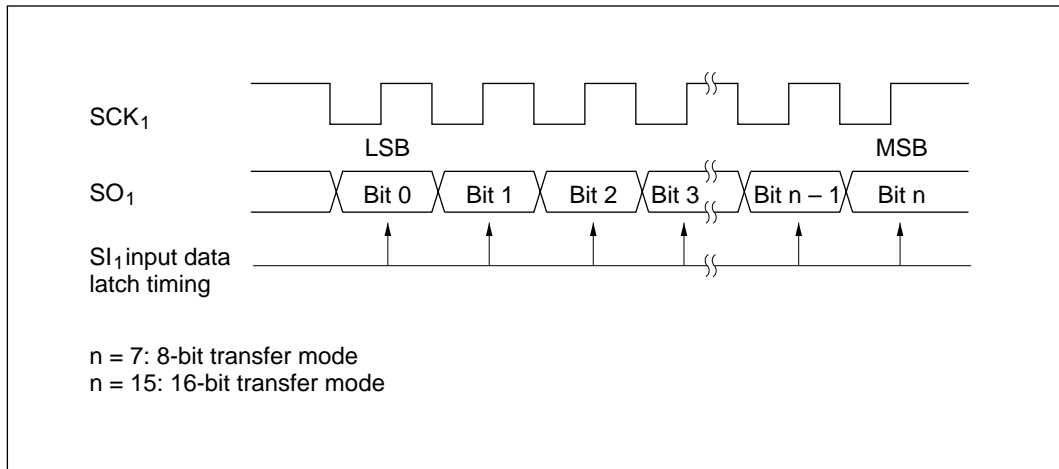 SCK1
LSB MSB
SO1 Bit 0 Bit 1 Bit 2 Bit 3 Bit n – 1 Bit n
SI1 input data
latch timing
n = 7: 8-bit transfer mode
n = 15: 16-bit transfer mode